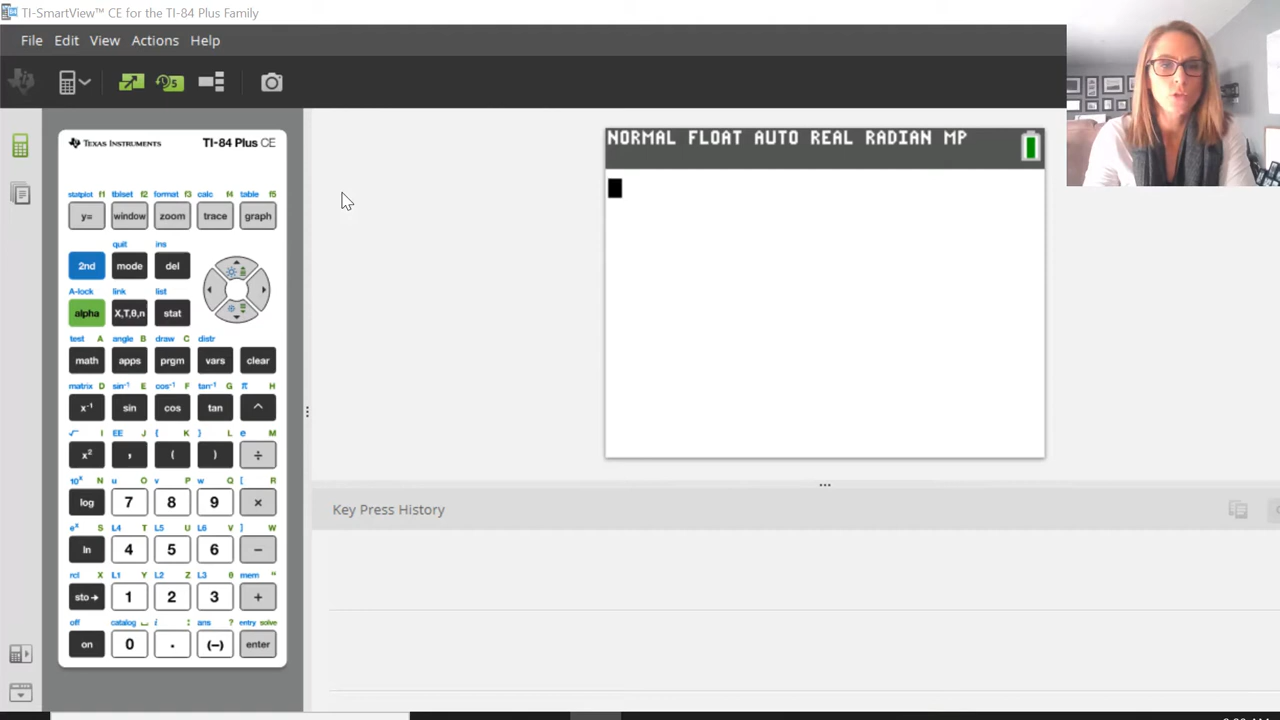 TI-SmartView™ CE for the TI-84 Plus Family
File Edit View Actions Help
TEXAS INSTRUMENTS TI-84 Plus CE
NORMAL FLOAT AUTO REAL RADIAN MP
statplot f1 tblset f2 format f3 calc f4 table f5
y= window zoom trace graph
quit ins
2nd mode del
A-lock link list
alpha X,T,θ,n stat
test A angle B draw C distr
math apps prgm vars clear
matrix D sin⁻¹ E cos⁻¹ F tan⁻¹ G π H
x⁻¹ sin cos tan ^
√ I EE J { K } L e M
x² , ( ) ÷
10ˣ N u O v P w Q [ R
log 7 8 9 ×
eˣ S L4 T L5 U L6 V ] W
ln 4 5 6 −
rcl X L1 Y L2 Z L3 θ mem "
sto→ 1 2 3 +
off catalog ⎵ i : ans ? entry solve
on 0 . (−) enter
Key Press History